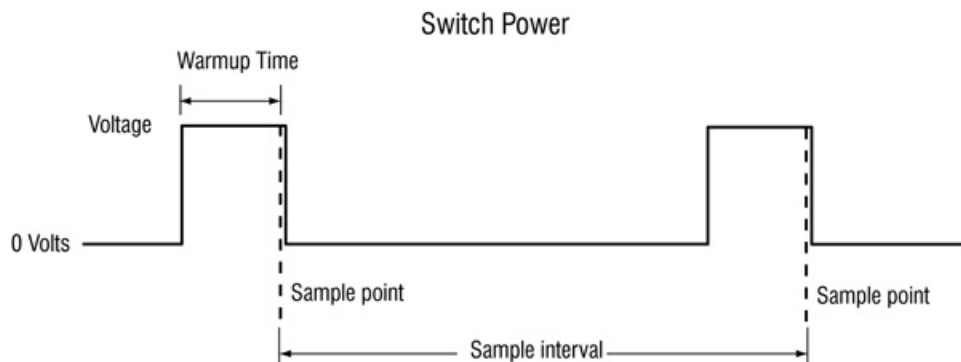 Switch Power
Warmup Time
Voltage
0 Volts
Sample point
Sample point
Sample interval